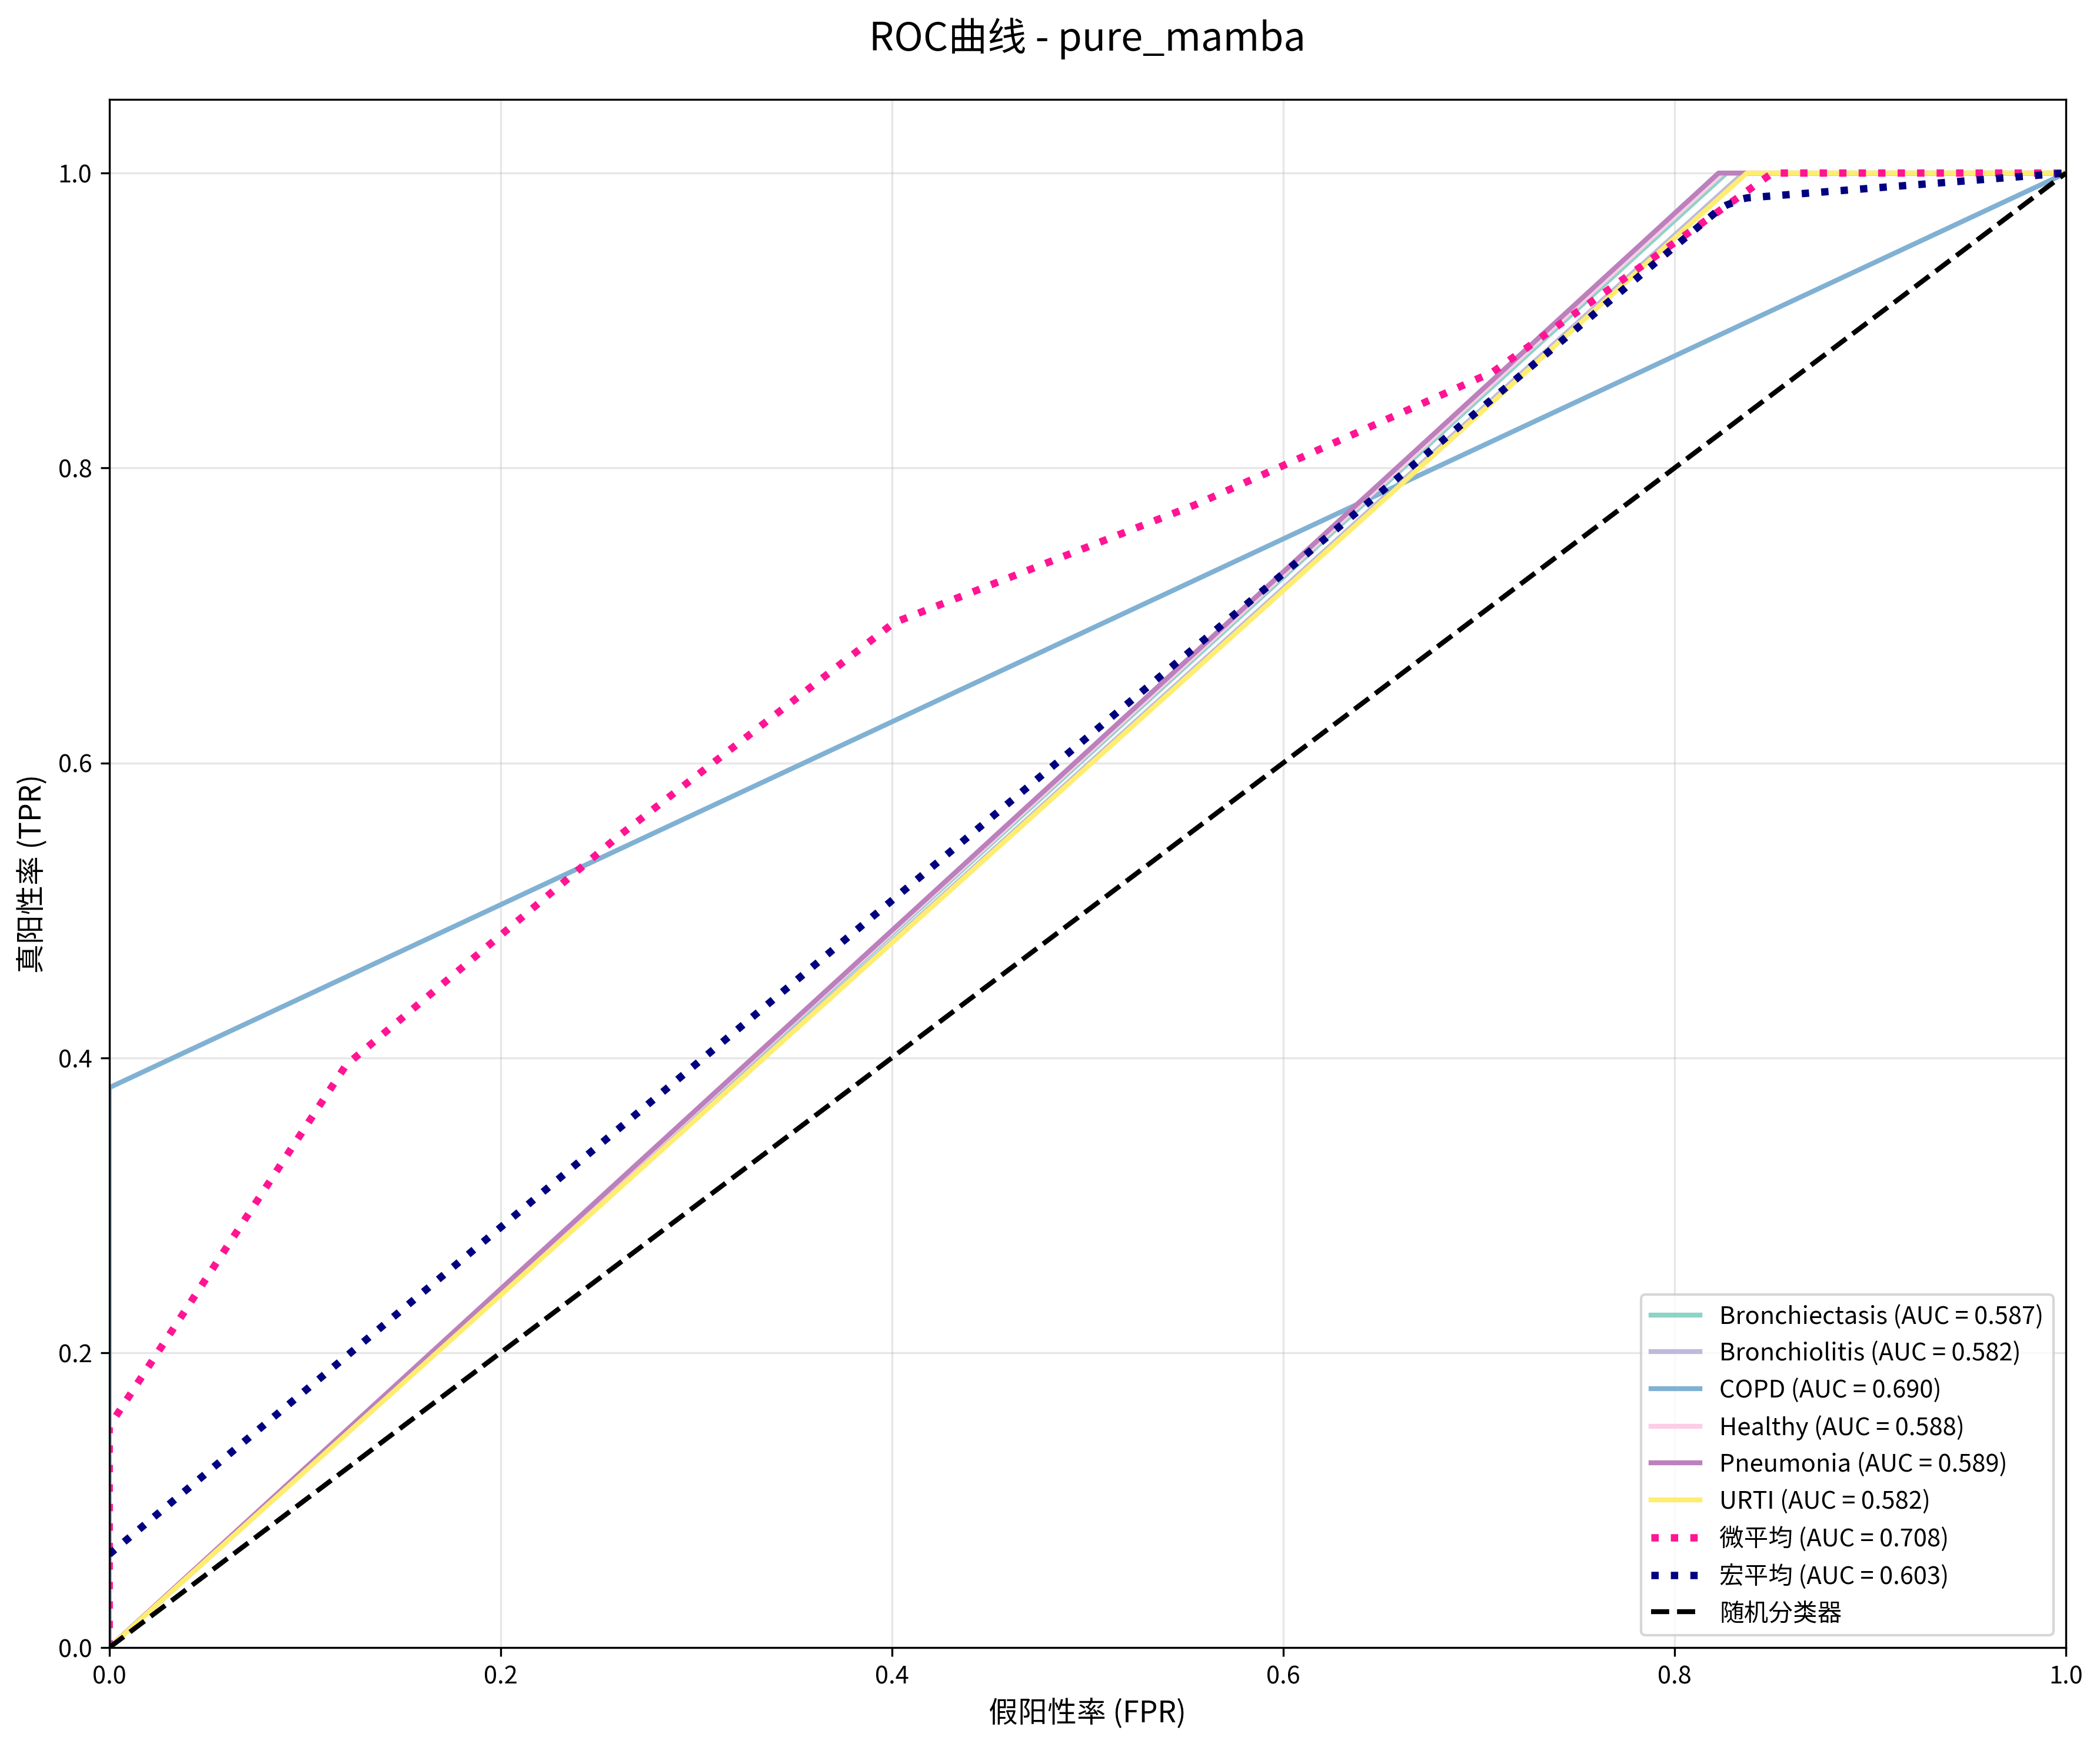 ROC曲线 - pure_mamba
1.0
0.8
0.6
0.4
0.2
0.0
真阳性率 (TPR)
0.0 0.2 0.4 0.6 0.8 1.0
假阳性率 (FPR)
Bronchiectasis (AUC = 0.587)
Bronchiolitis (AUC = 0.582)
COPD (AUC = 0.690)
Healthy (AUC = 0.588)
Pneumonia (AUC = 0.589)
URTI (AUC = 0.582)
微平均 (AUC = 0.708)
宏平均 (AUC = 0.603)
随机分类器